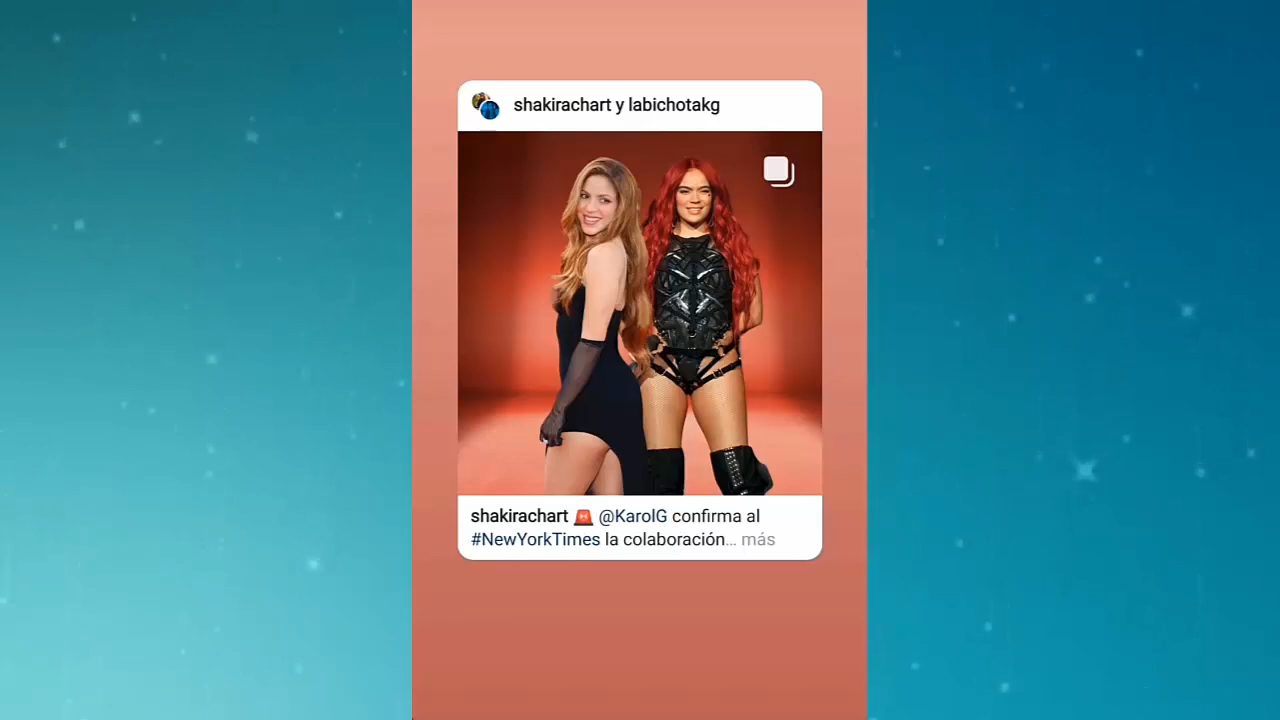 shakirachart y labichotakg
shakirachart 🚨 @KarolG confirma al
#NewYorkTimes la colaboración... más